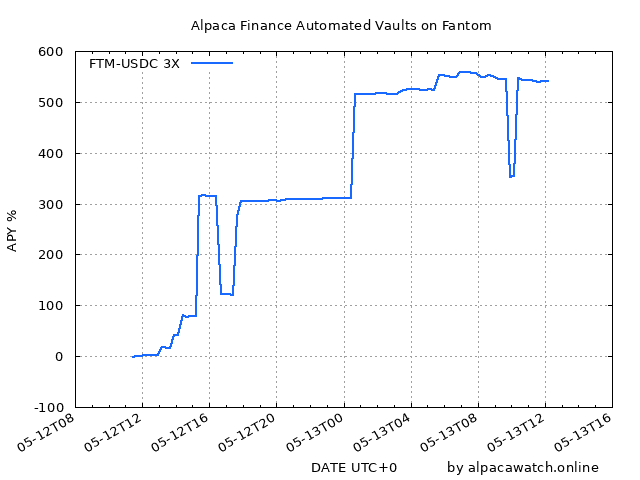 Alpaca Finance Automated Vaults on Fantom
FTM-USDC 3X
APY %
600
500
400
300
200
100
0
-100
05-12T08
05-12T12
05-12T16
05-12T20
05-13T00
05-13T04
05-13T08
05-13T12
05-13T16
DATE UTC+0
by alpacawatch.online